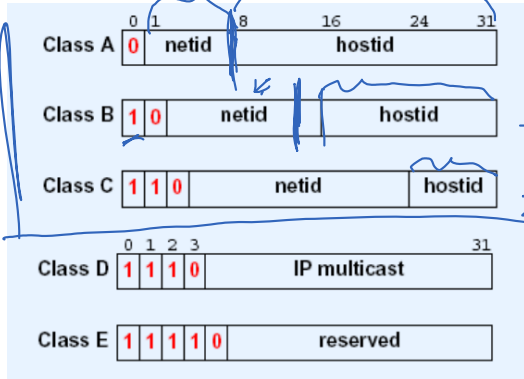 0 1 8 16 24 31
Class A 0 netid hostid
Class B 1 0 netid hostid
Class C 1 1 0 netid hostid
0 1 2 3 31
Class D 1 1 1 0 IP multicast
Class E 1 1 1 1 0 reserved